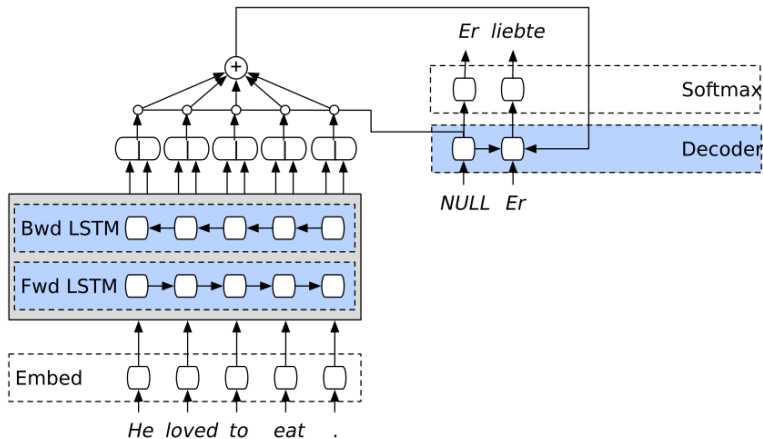 Er liebte
+
Softmax
Decoder
NULL Er
Bwd LSTM
Fwd LSTM
Embed
He loved to eat .